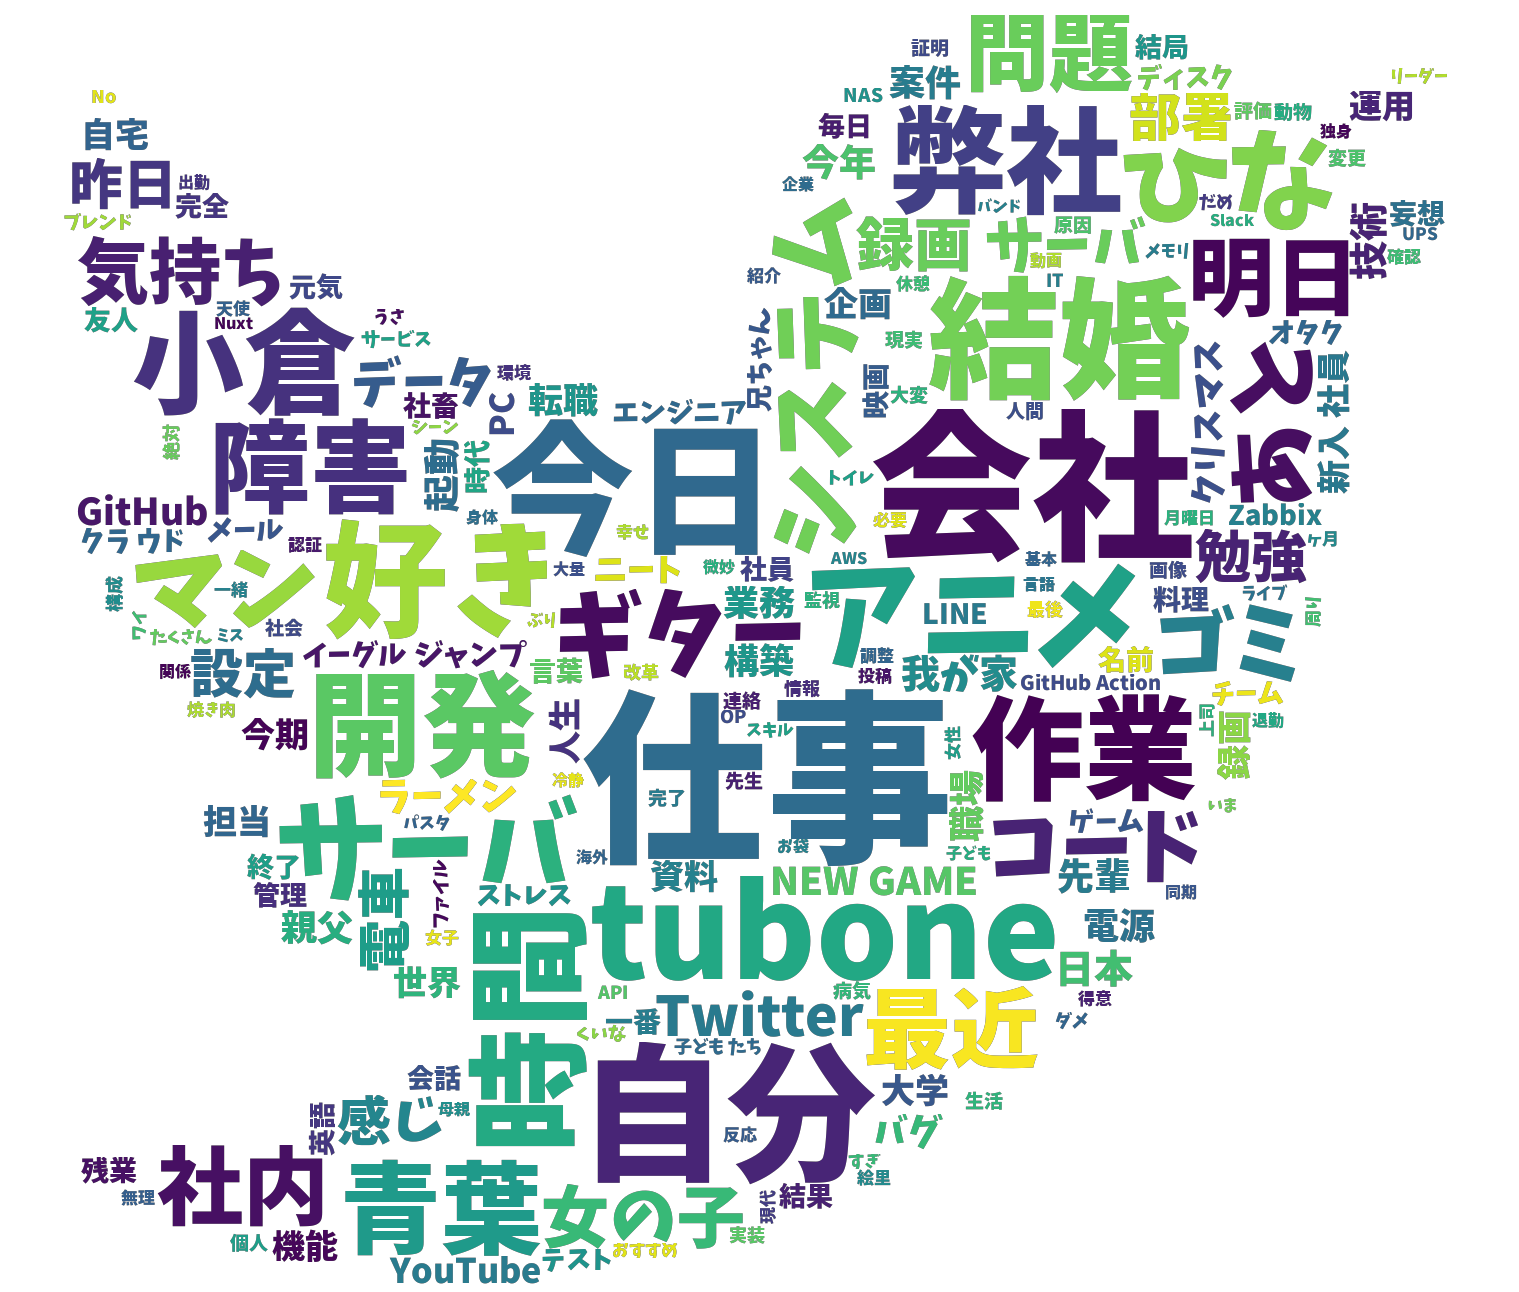 問題
証明
結局
案件
ディスク
リーダー
NAS
No
部署
評価
動物
運用
自宅
毎日
弊社
独身
今年
ひな
変更
昨日
出勤
企業
完全
だめ
バンド
妄想
ブレンド
Slack
技術
UPS
録画
サーバ
原因
気持ち
システム
メモリ
明日
確認
動画
元気
紹介
休憩
IT
結婚
天使
企画
友人
Nuxt
うさ
小倉
サービス
兄ちゃん
現実
オタク
データ
環境
映画
クリスマス
社員
転職
大変
社畜
PC
エンジニア
人間
シーン
障害
絶対
起動
時代
今日
会社
新入
トイレ
GitHub
身体
必要
月曜日
Zabbix
クラウド
メール
幸せ
認証
勉強
ヶ月
マン
好き
大量
ニート
微妙
社員
AWS
基本
画像
構成
一緒
アニメ
言語
料理
ライブ
ギター
業務
監視
LINE
最後
ゴミ
周り
ワイ
たくさん
ミス
社会
ぶり
イーグル
ジャンプ
構築
調整
我が家
名前
関係
設定
言葉
改革
投稿
GitHub Action
開発
情報
連絡
チーム
焼き肉
人生
OP
スキル
作業
上司
退勤
今期
仕事
女性
録画
冷静
先生
ラーメン
完了
職場
いま
担当
パスタ
サーバ
コード
ゲーム
お袋
子ども
終了
海外
資料
先輩
管理
電車
ファイル
ストレス
NEW GAME
同期
親父
時間
tubone
電源
女子
世界
日本
API
病気
得意
一番
Twitter
最近
ダメ
くいな
子どもたち
自分
会話
大学
感じ
母親
生活
英語
反応
バグ
残業
社内
青葉
すぎ
絵里
無理
女の子
現代
結果
個人
機能
実装
おすすめ
テスト
YouTube